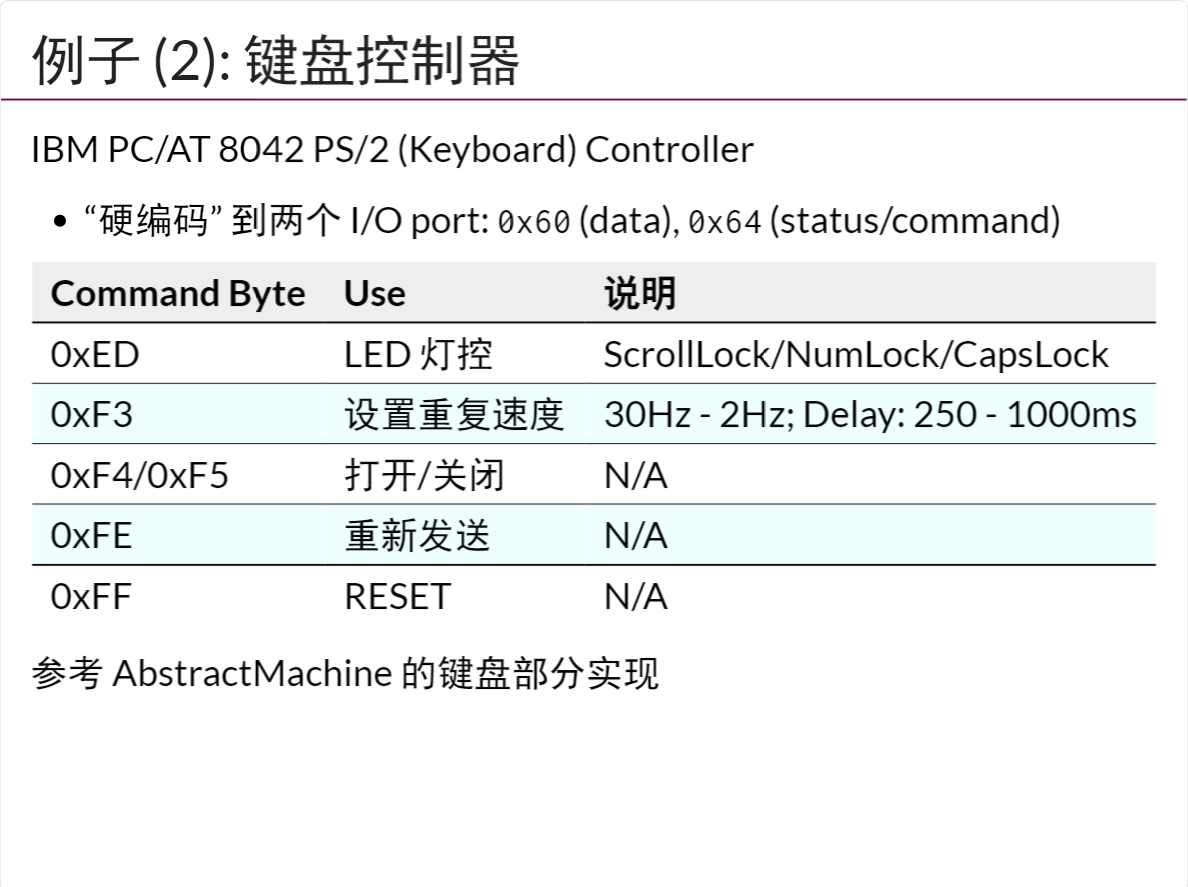 例子 (2): 键盘控制器
IBM PC/AT 8042 PS/2 (Keyboard) Controller
• “硬编码” 到两个 I/O port: 0x60 (data), 0x64 (status/command)
Command Byte Use 说明
0xED LED 灯控 ScrollLock/NumLock/CapsLock
0xF3 设置重复速度 30Hz - 2Hz; Delay: 250 - 1000ms
0xF4/0xF5 打开/关闭 N/A
0xFE 重新发送 N/A
0xFF RESET N/A
参考 AbstractMachine 的键盘部分实现